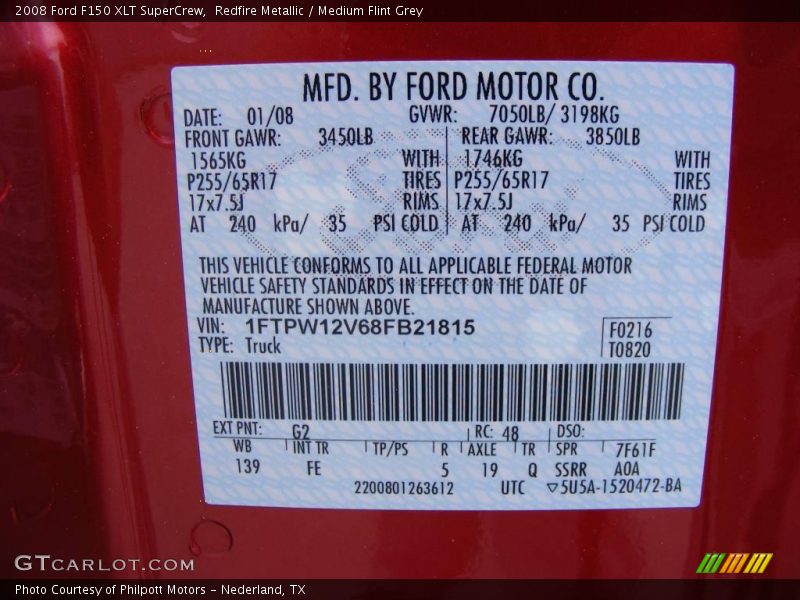 2008 Ford F150 XLT SuperCrew, Redfire Metallic / Medium Flint Grey
MFD. BY FORD MOTOR CO.
DATE: 01/08 GVWR: 7050LB/ 3198KG
FRONT GAWR: 3450LB REAR GAWR: 3850LB
1565KG WITH 1746KG WITH
P255/65R17 TIRES P255/65R17 TIRES
17x7.5J RIMS 17x7.5J RIMS
AT 240 kPa/ 35 PSI COLD AT 240 kPa/ 35 PSI COLD
THIS VEHICLE CONFORMS TO ALL APPLICABLE FEDERAL MOTOR
VEHICLE SAFETY STANDARDS IN EFFECT ON THE DATE OF
MANUFACTURE SHOWN ABOVE.
VIN: 1FTPW12V68FB21815 F0216
TYPE: Truck T0820
EXT PNT: G2 RC: 48 DSO:
WB INT TR TP/PS R AXLE TR SPR 7F61F
139 FE 5 19 Q SSRR A0A
2200801263612 UTC ▽5U5A-1520472-BA
GTCARLOT.COM
Photo Courtesy of Philpott Motors - Nederland, TX